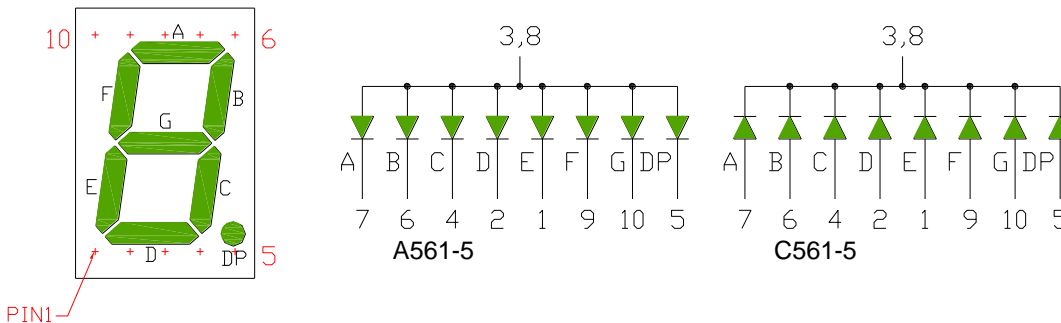 3,8 3,8
10 A 6
F B
G
A B C D E F G DP A B C D E F G DP
E C
7 6 4 2 1 9 10 5 7 6 4 2 1 9 10 5
D DP 5
A561-5 C561-5
PIN1